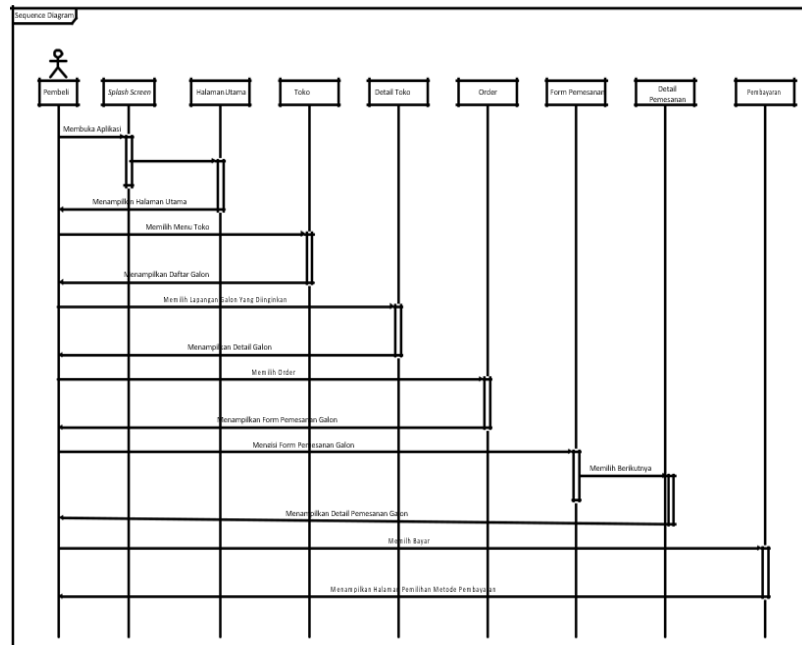 Sequence Diagram
Pembeli
Splash Screen
Halaman Utama
Toko
Detail Toko
Order
Form Pemesanan
Detail
Pemesanan
Pembayaran
Membuka Aplikasi
Menampilkan Halaman Utama
Memilih Menu Toko
Menampilkan Daftar Galon
Memilih Lapangan Galon Yang Diinginkan
Menampilkan Detail Galon
Memilih Order
Menampilkan Form Pemesanan Galon
Mengisi Form Pemesanan Galon
Memilih Berikutnya
Menampilkan Detail Pemesanan Galon
Memilh Bayar
Menampilkan Halaman Pemilihan Metode Pembayaran